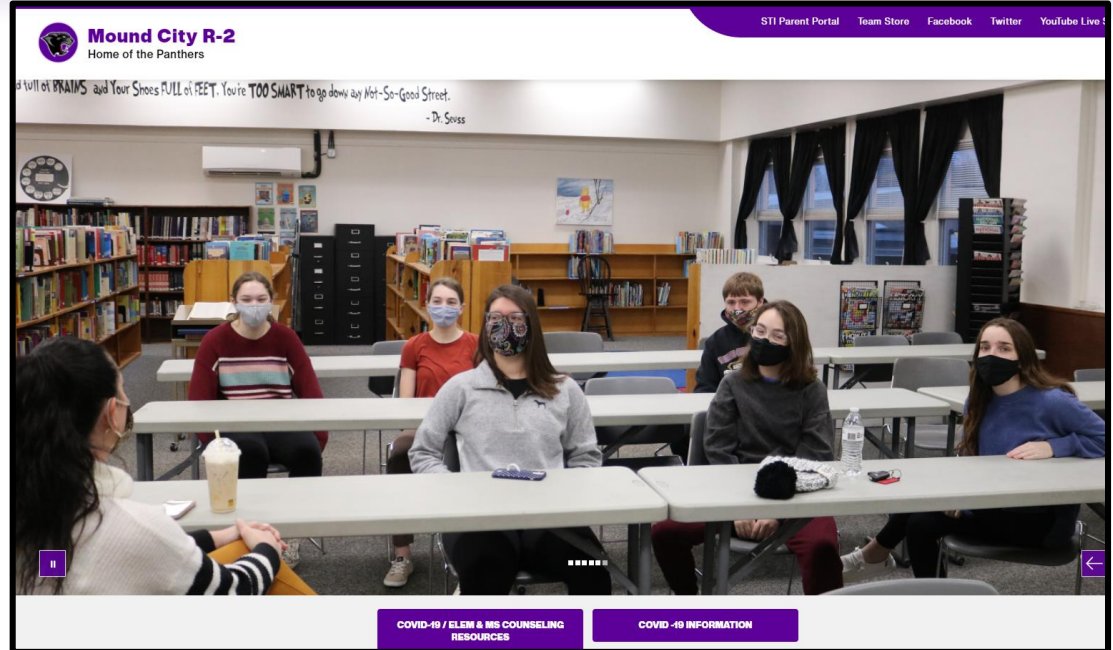 STI Parent Portal Team Store Facebook Twitter YouTube Live
Mound City R-2
Home of the Panthers
full of BRAINS and Your Shoes FULL of FEET. You're TOO SMART to go down any Not-So-Good Street.
- Dr. Seuss
COVID-19 / ELEM & MS COUNSELING
RESOURCES
COVID -19 INFORMATION